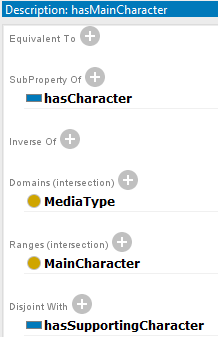 Description: hasMainCharacter
Equivalent To
SubProperty Of
hasCharacter
Inverse Of
Domains (intersection)
MediaType
Ranges (intersection)
MainCharacter
Disjoint With
hasSupportingCharacter